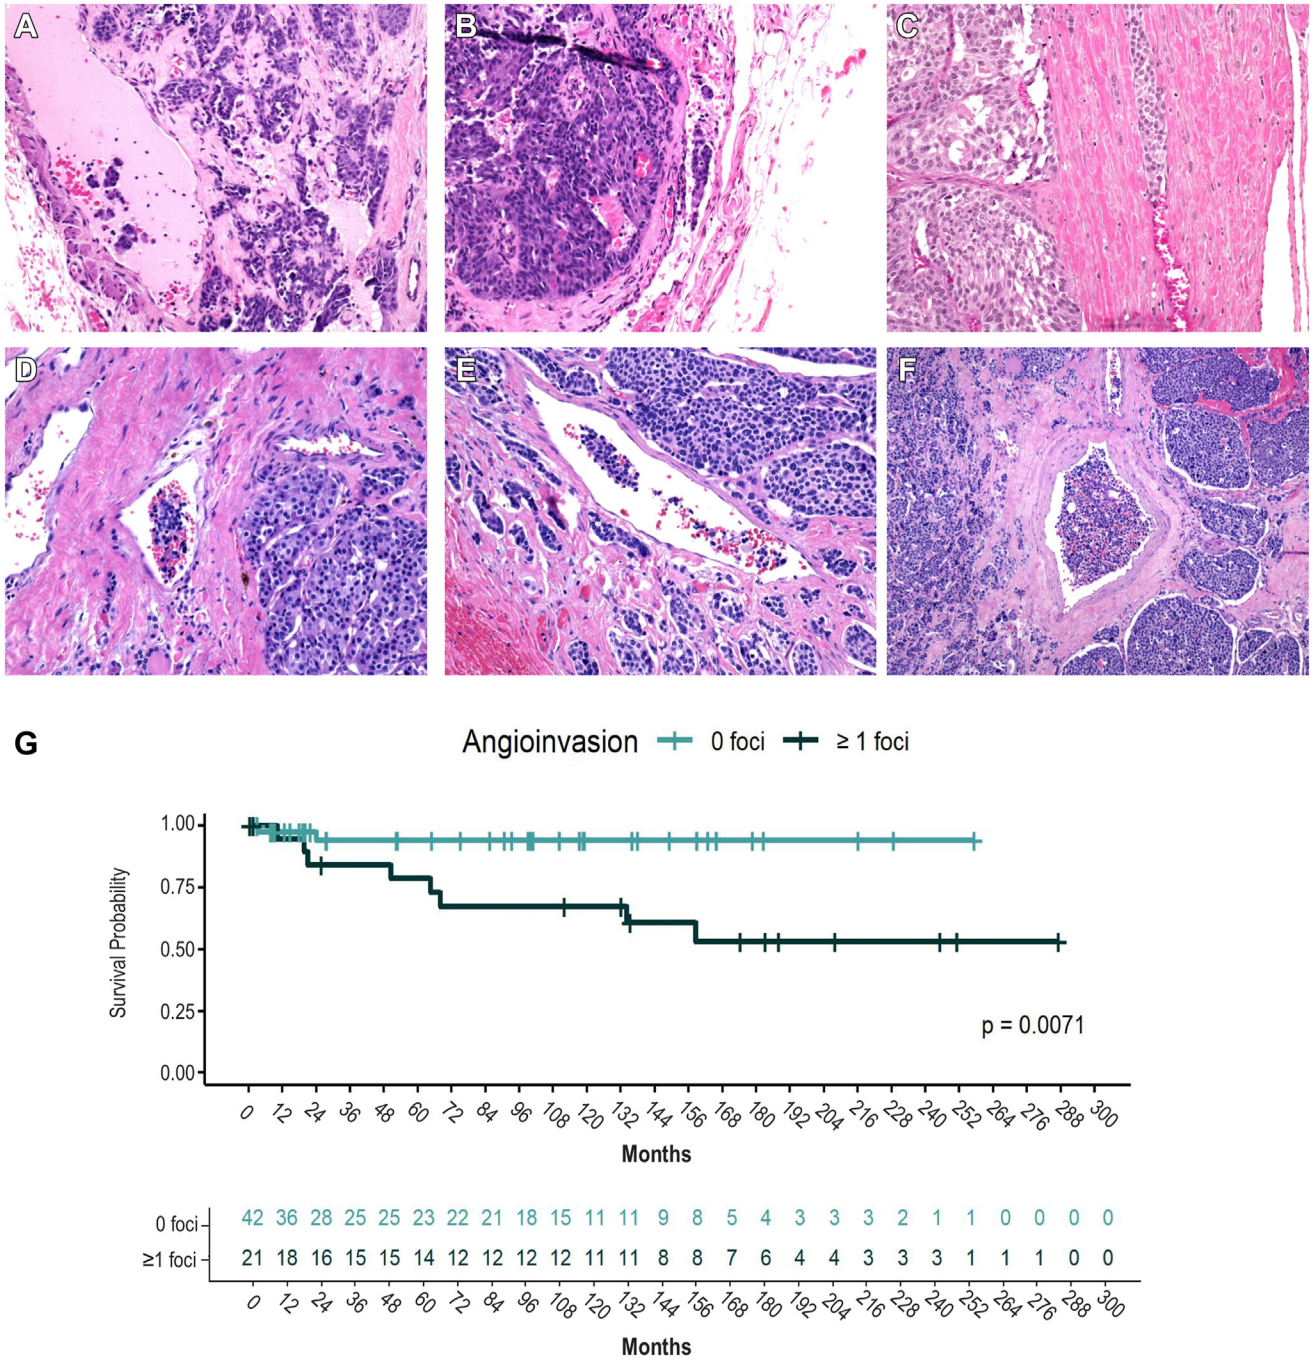 A
B
C
D
E
F
G
Angioinvasion 0 foci ≥ 1 foci
1.00
0.75
0.50
0.25
0.00
Survival Probability
p = 0.0071
0 12 24 36 48 60 72 84 96 108 120 132 144 156 168 180 192 204 216 228 240 252 264 276 288 300
Months
0 foci 42 36 28 25 25 23 22 21 18 15 11 11 9 8 5 4 3 3 3 2 1 1 0 0 0 0
≥1 foci 21 18 16 15 15 14 12 12 12 12 11 11 8 8 7 6 4 4 3 3 3 1 1 1 0 0
0 12 24 36 48 60 72 84 96 108 120 132 144 156 168 180 192 204 216 228 240 252 264 276 288 300
Months